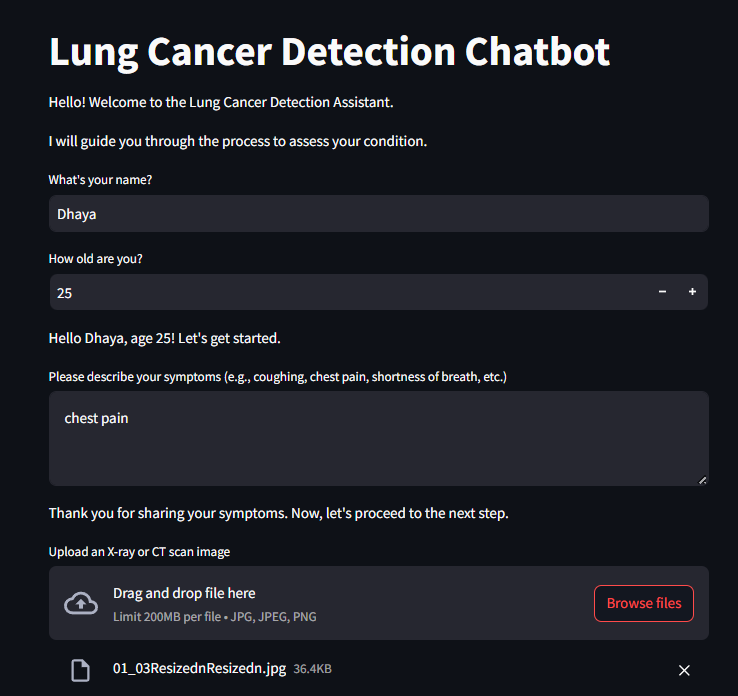 Lung Cancer Detection Chatbot
Hello! Welcome to the Lung Cancer Detection Assistant.
I will guide you through the process to assess your condition.
What's your name?
Dhaya
How old are you?
25
Hello Dhaya, age 25! Let's get started.
Please describe your symptoms (e.g., coughing, chest pain, shortness of breath, etc.)
chest pain
Thank you for sharing your symptoms. Now, let's proceed to the next step.
Upload an X-ray or CT scan image
Drag and drop file here
Limit 200MB per file • JPG, JPEG, PNG
Browse files
01_03ResizednResizedn.jpg 36.4KB